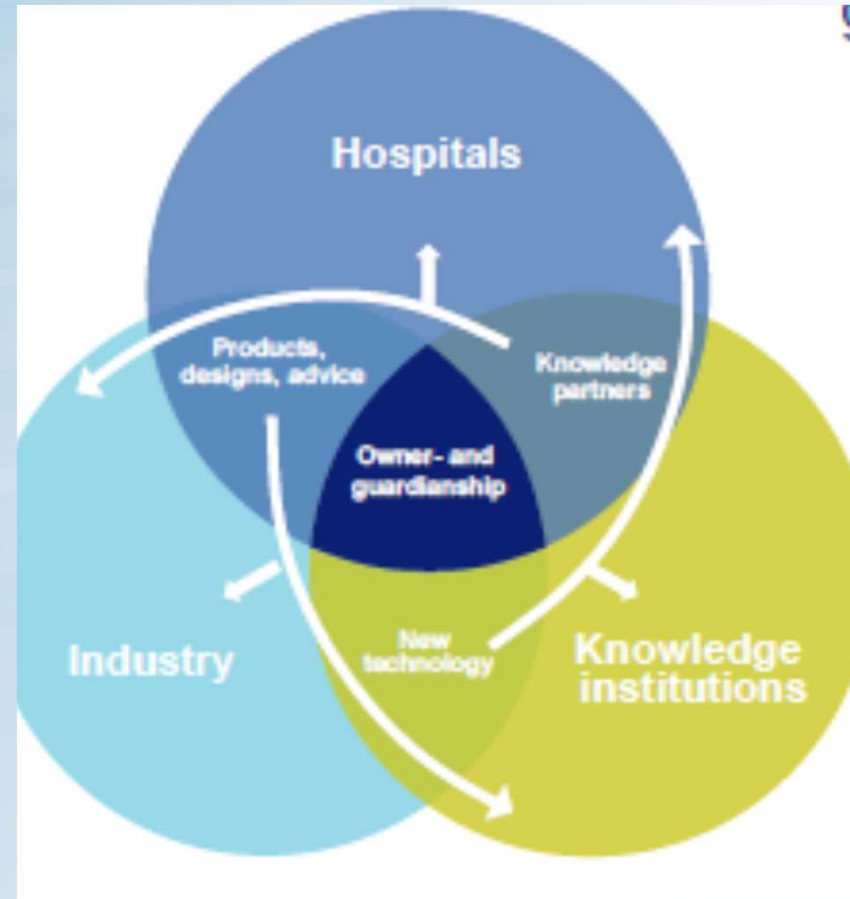 Hospitals
Products,
designs, advice
Knowledge
partners
Owner- and
guardianship
Industry
New
technology
Knowledge
institutions